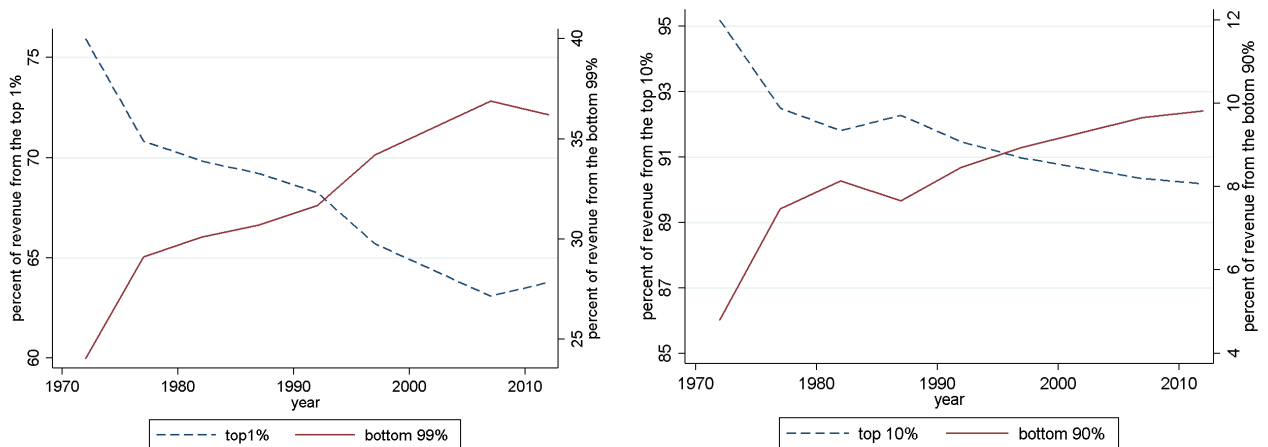 percent of revenue from the top 1%
75
70
65
60
40
35
30
25
percent of revenue from the bottom 99%
1970 1980 1990 2000 2010
year
top1% bottom 99%
percent of revenue from the top 10%
95
93
91
89
87
85
12
10
8
6
4
percent of revenue from the botom 90%
1970 1980 1990 2000 2010
year
top 10% bottom 90%